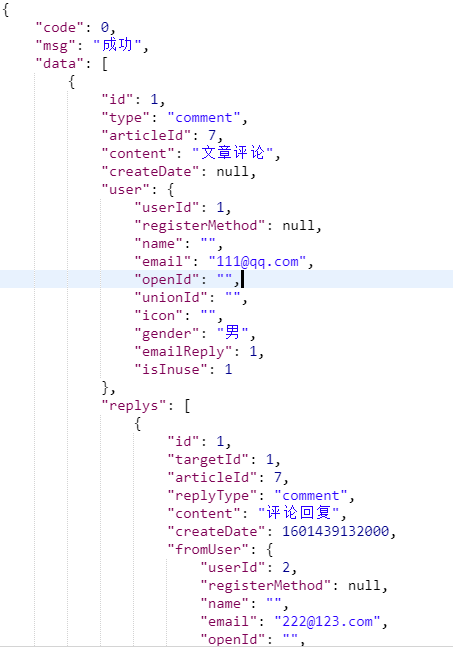 {
"code": 0,
"msg": "成功",
"data": [
{
"id": 1,
"type": "comment",
"articleId": 7,
"content": "文章评论",
"createDate": null,
"user": {
"userId": 1,
"registerMethod": null,
"name": "",
"email": "111@qq.com",
"openId": "",
"unionId": "",
"icon": "",
"gender": "男",
"emailReply": 1,
"isInuse": 1
},
"replys": [
{
"id": 1,
"targetId": 1,
"articleId": 7,
"replyType": "comment",
"content": "评论回复",
"createDate": 1601439132000,
"fromUser": {
"userId": 2,
"registerMethod": null,
"name": "",
"email": "222@123.com",
"openId": "",